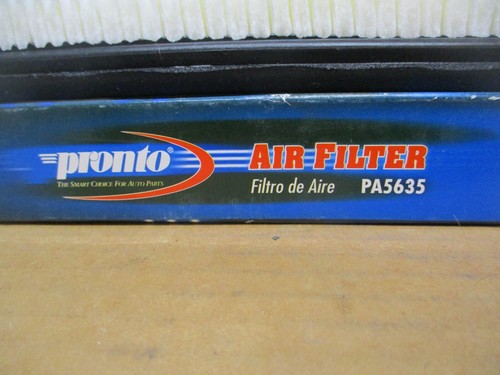 pronto®
THE SMART CHOICE FOR AUTO PARTS
AIR FILTER
Filtro de Aire PA5635